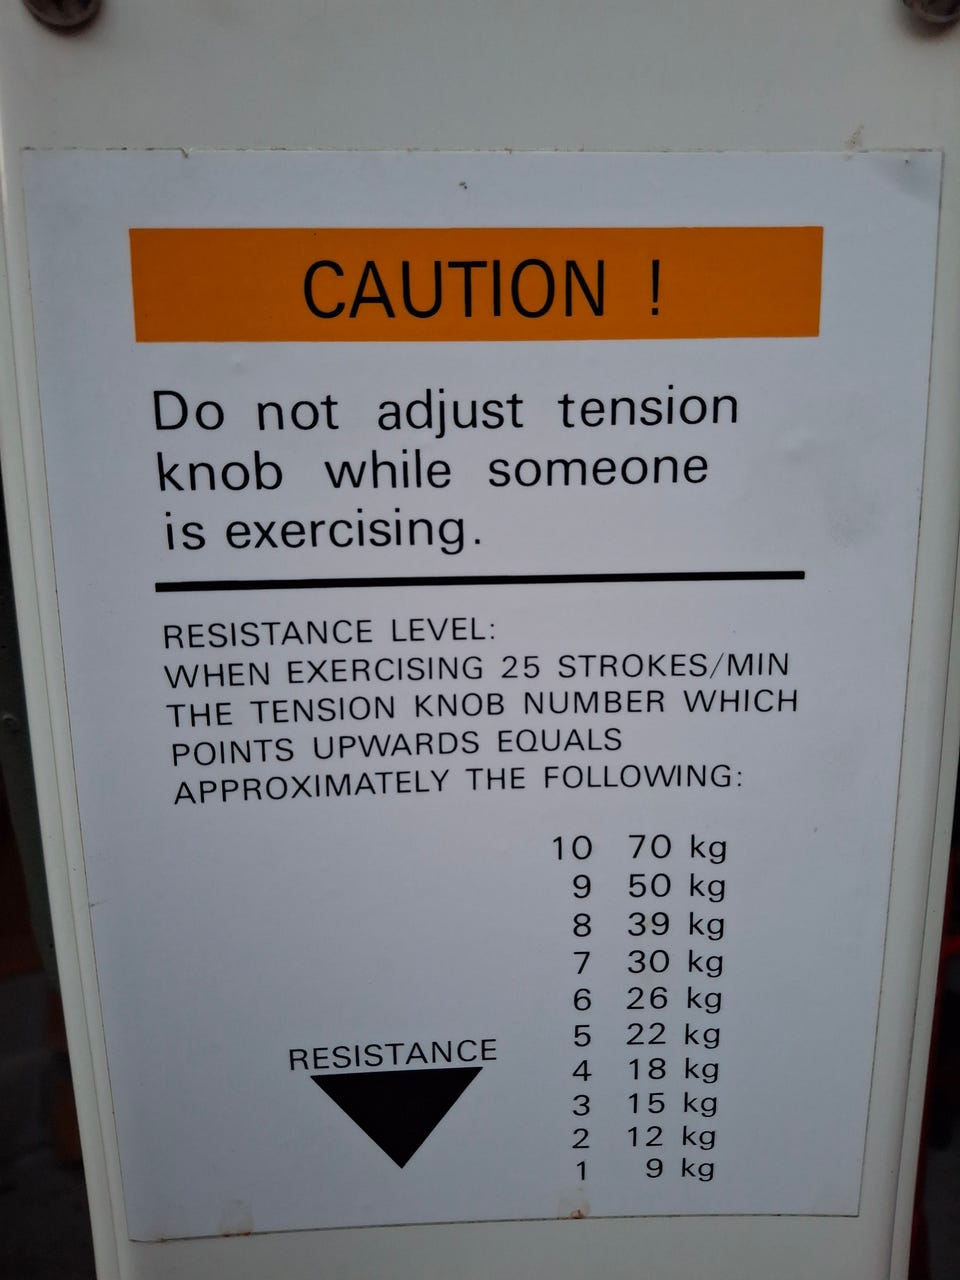 CAUTION !
Do not adjust tension
knob while someone
is exercising.
RESISTANCE LEVEL:
WHEN EXERCISING 25 STROKES/MIN
THE TENSION KNOB NUMBER WHICH
POINTS UPWARDS EQUALS
APPROXIMATELY THE FOLLOWING:
10 70 kg
9 50 kg
8 39 kg
7 30 kg
6 26 kg
5 22 kg
RESISTANCE
4 18 kg
3 15 kg
2 12 kg
1 9 kg